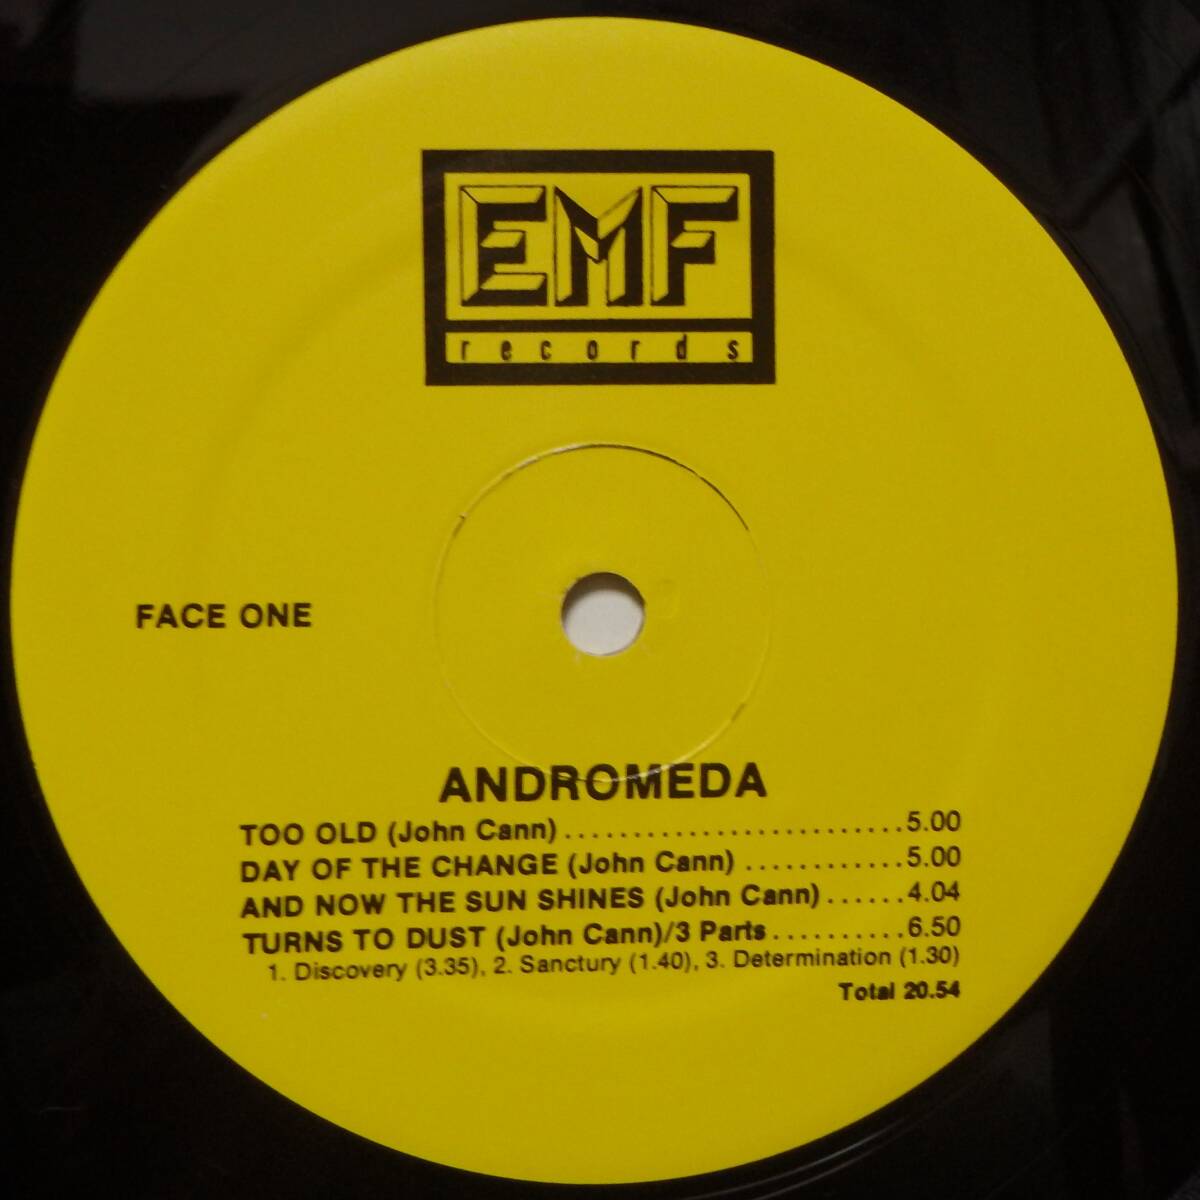 EMF
records
FACE ONE
ANDROMEDA
TOO OLD (John Cann).........................5.00
DAY OF THE CHANGE (John Cann) ............5.00
AND NOW THE SUN SHINES (John Cann)......4.04
TURNS TO DUST (John Cann)/3 Parts..........6.50
1. Discovery (3.35), 2. Sanctury (1.40), 3. Determination (1.30)
Total 20.54